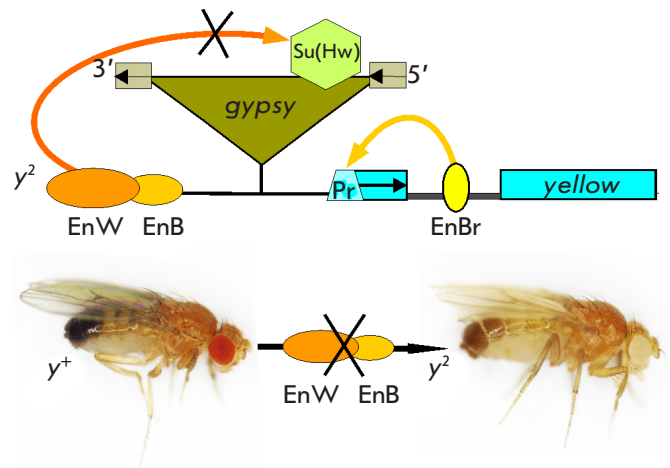 Su(Hw)
3′
5′
gypsy
y²
Pr
yellow
EnW EnB
EnBr
y⁺
y²
EnW EnB